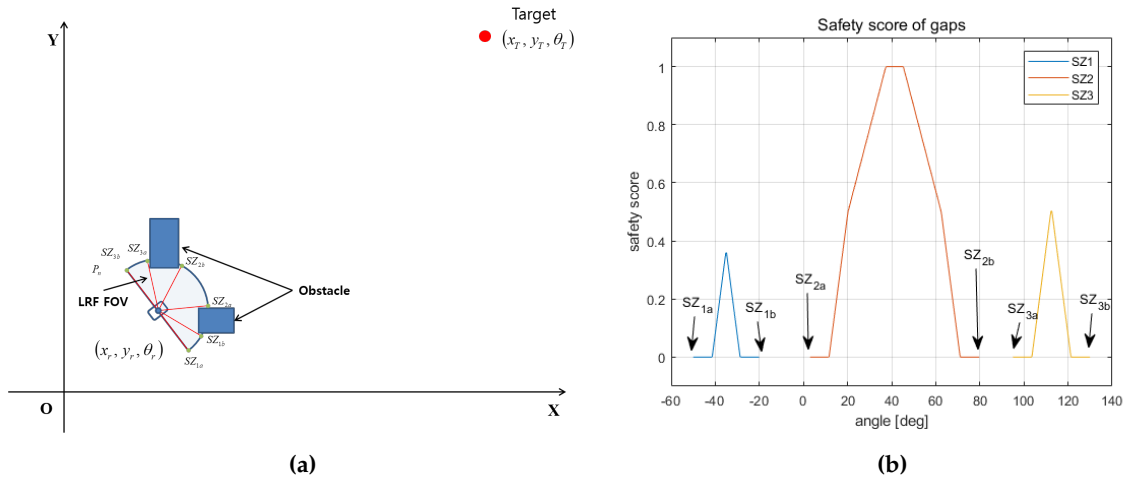 Target
(x_T, y_T, θ_T)
Y
SZ_3b
SZ_3a
SZ_2b
P_n
LRF FOV
Obstacle
SZ_2a
SZ_1b
(x_r, y_r, θ_r)
SZ_1a
O
X
(a)
Safety score of gaps
SZ1
SZ2
SZ3
safety score
1
0.8
0.6
0.4
0.2
0
SZ_1a
SZ_1b
SZ_2a
SZ_2b
SZ_3a
SZ_3b
-60 -40 -20 0 20 40 60 80 100 120 140
angle [deg]
(b)